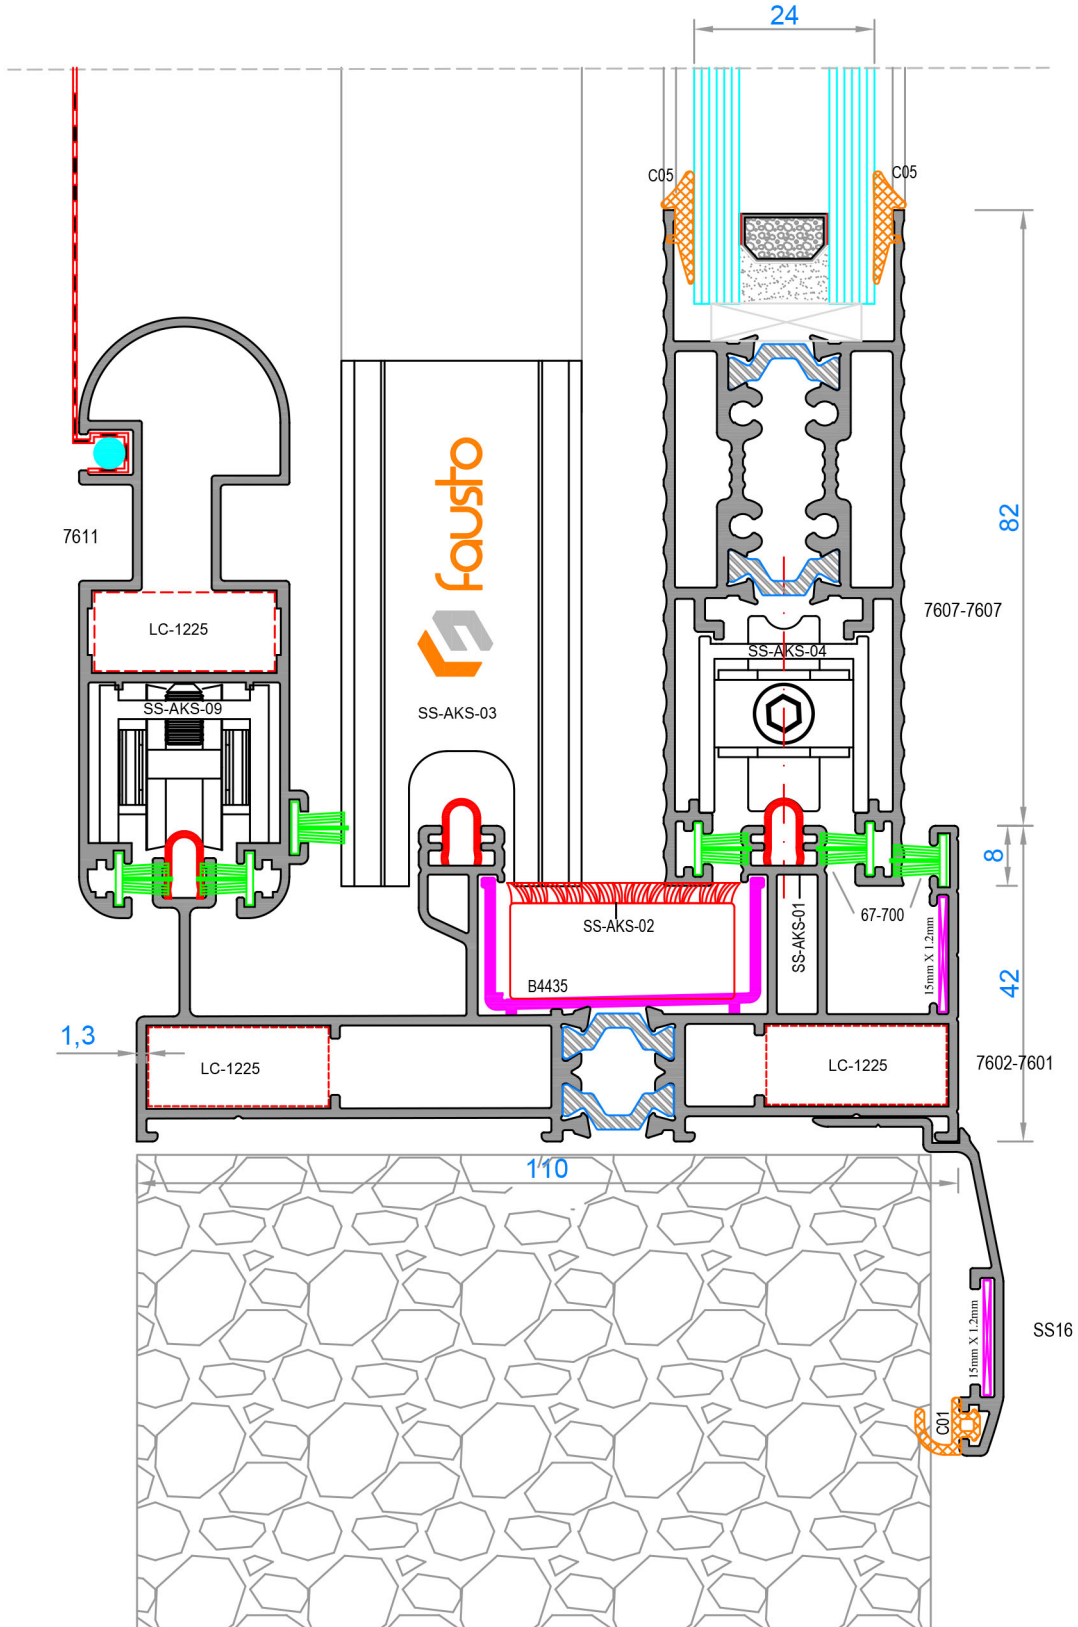 24
C05
C05
fausto
82
7611
7607-7607
LC-1225
SS-AKS-04
SS-AKS-09
SS-AKS-03
8
67-700
SS-AKS-02
SS-AKS-01
15mm X 1.2mm
B4435
42
1,3
LC-1225
LC-1225
7602-7601
110
15mm X 1.2mm
SS16
C01